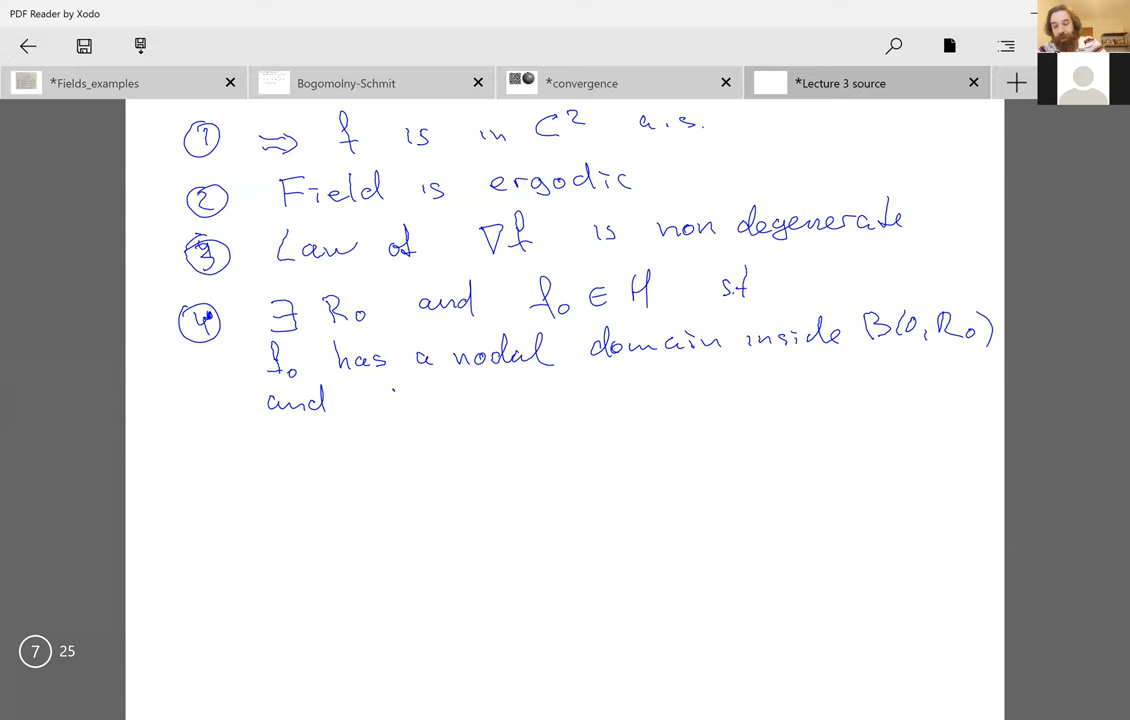 PDF Reader by Xodo
*Fields_examples
Bogomolny-Schmit
*convergence
*Lecture 3 source
① ⇒ f is in C² a.s.
② Field is ergodic
③ Law of ∇f is non degenerate
④ ∃ R₀ and f₀ ∈ H s.t
f₀ has a nodal domain inside B(0, R₀)
and
7 25